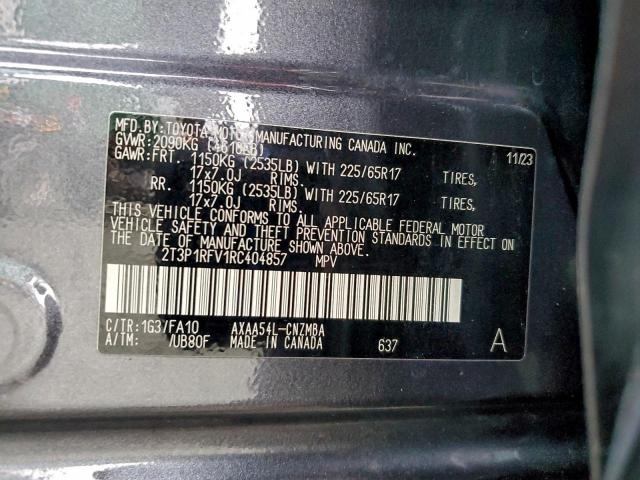 MFD. BY: TOYOTA MOTOR MANUFACTURING CANADA INC.
GVWR: 2090KG (4610LB) 11/23
GAWR: FRT. 1150KG (2535LB) WITH 225/65R17 TIRES,
17x7.0J RIMS.
RR. 1150KG (2535LB) WITH 225/65R17 TIRES,
17x7.0J RIMS.
THIS VEHICLE CONFORMS TO ALL APPLICABLE FEDERAL MOTOR
VEHICLE SAFETY AND THEFT PREVENTION STANDARDS IN EFFECT ON
THE DATE OF MANUFACTURE SHOWN ABOVE.
2T3P1RFV1RC404857 MPV
C/TR: 1G3/FA10 AXAA54L-CNZMBA
A/TM: /UB80F MADE IN CANADA 637 A